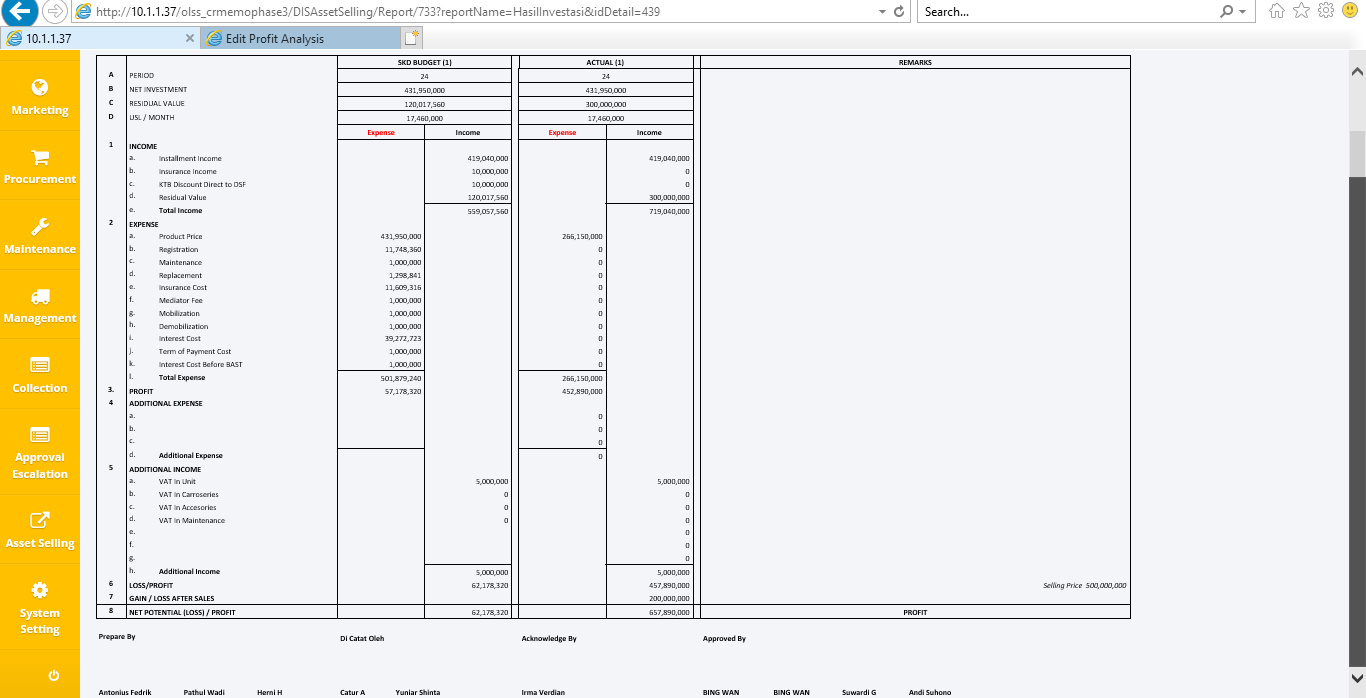 http://10.1.1.37/olss_crmemophase3/DISAssetSelling/Report/733?reportName=HasilInvestasi&idDetail=439
Search...
10.1.1.37
Edit Profit Analysis
Marketing
Procurement
Maintenance
Management
Collection
Approval
Escalation
Asset Selling
System
Setting
SKD BUDGET (1) ACTUAL (1) REMARKS
A PERIOD 24 24
B NET INVESTMENT 431,950,000 431,950,000
C RESIDUAL VALUE 120,017,560 300,000,000
D USL / MONTH 17,460,000 17,460,000
Expense Income Expense Income
1 INCOME
a. Installment Income 419,040,000 419,040,000
b. Insurance Income 10,000,000 0
c. KTB Discount Direct to DSF 10,000,000 0
d. Residual Value 120,017,560 300,000,000
e. Total Income 559,057,560 719,040,000
2 EXPENSE
a. Product Price 431,950,000 266,150,000
b. Registration 11,748,360 0
c. Maintenance 1,000,000 0
d. Replacement 1,298,841 0
e. Insurance Cost 11,609,316 0
f. Mediator Fee 1,000,000 0
g. Mobilization 1,000,000 0
h. Demobilization 1,000,000 0
i. Interest Cost 39,272,723 0
j. Term of Payment Cost 1,000,000 0
k. Interest Cost Before BAST 1,000,000 0
l. Total Expense 501,879,240 266,150,000
3. PROFIT 57,178,320 452,890,000
4 ADDITIONAL EXPENSE
a. 0
b. 0
c. 0
d. Additional Expense 0
5 ADDITIONAL INCOME
a. VAT In Unit 5,000,000 5,000,000
b. VAT In Carroseries 0 0
c. VAT In Accesories 0 0
d. VAT In Maintenance 0 0
e. 0
f. 0
g. 0
h. Additional Income 5,000,000 5,000,000
6 LOSS/PROFIT 62,178,320 457,890,000 Selling Price 500,000,000
7 GAIN / LOSS AFTER SALES 200,000,000
8 NET POTENTIAL (LOSS) / PROFIT 62,178,320 657,890,000 PROFIT
Prepare By Di Catat Oleh Acknowledge By Approved By
Antonius Fedrik Pathul Wadi Herni H Catur A Yuniar Shinta Irma Verdian BING WAN BING WAN Suwardi G Andi Suhono